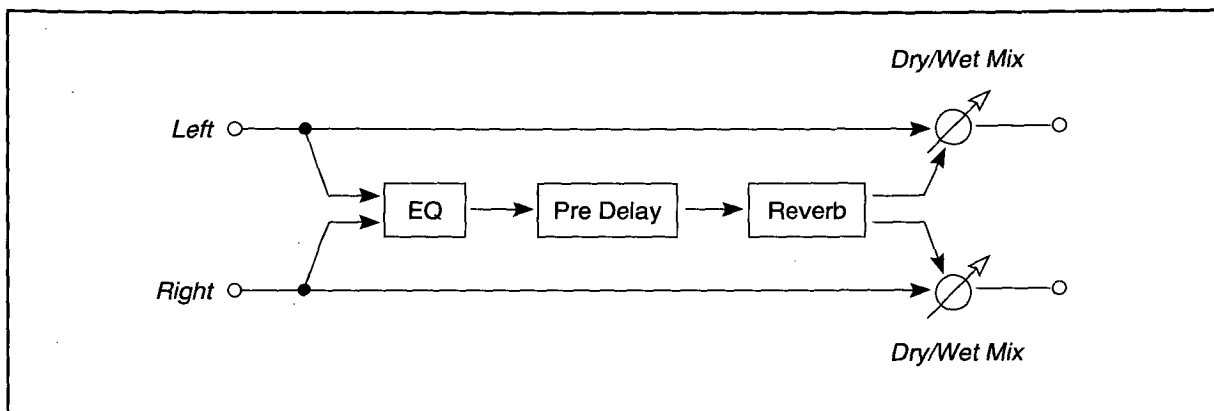 Dry/Wet Mix
Left
EQ
Pre Delay
Reverb
Right
Dry/Wet Mix